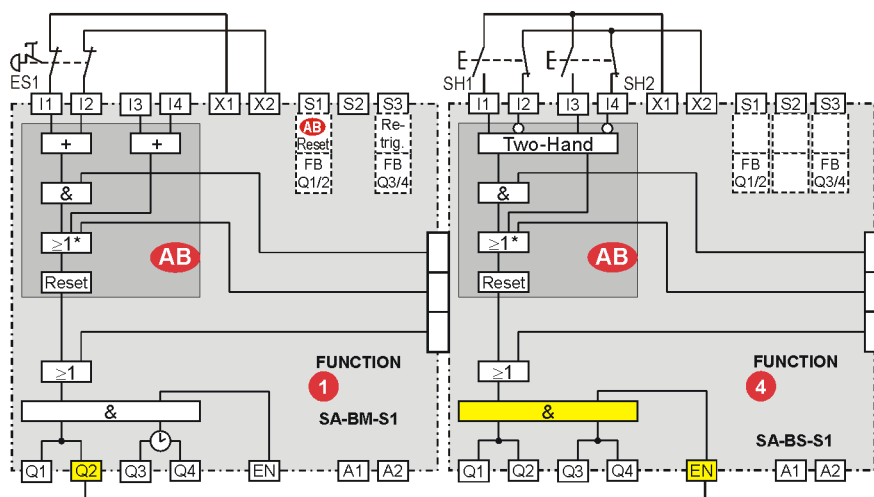 ES1
I1 I2 I3 I4 X1 X2 S1 S2 S3
+ +
AB
Reset
Re-
trig.
FB
Q1/2
FB
Q3/4
&
≥1*
AB
Reset
≥1
FUNCTION
1
&
SA-BM-S1
Q1 Q2 Q3 Q4 EN A1 A2
SH1 SH2
I1 I2 I3 I4 X1 X2 S1 S2 S3
Two-Hand
FB
Q1/2
FB
Q3/4
&
≥1*
AB
Reset
≥1
FUNCTION
4
&
SA-BS-S1
Q1 Q2 Q3 Q4 EN A1 A2